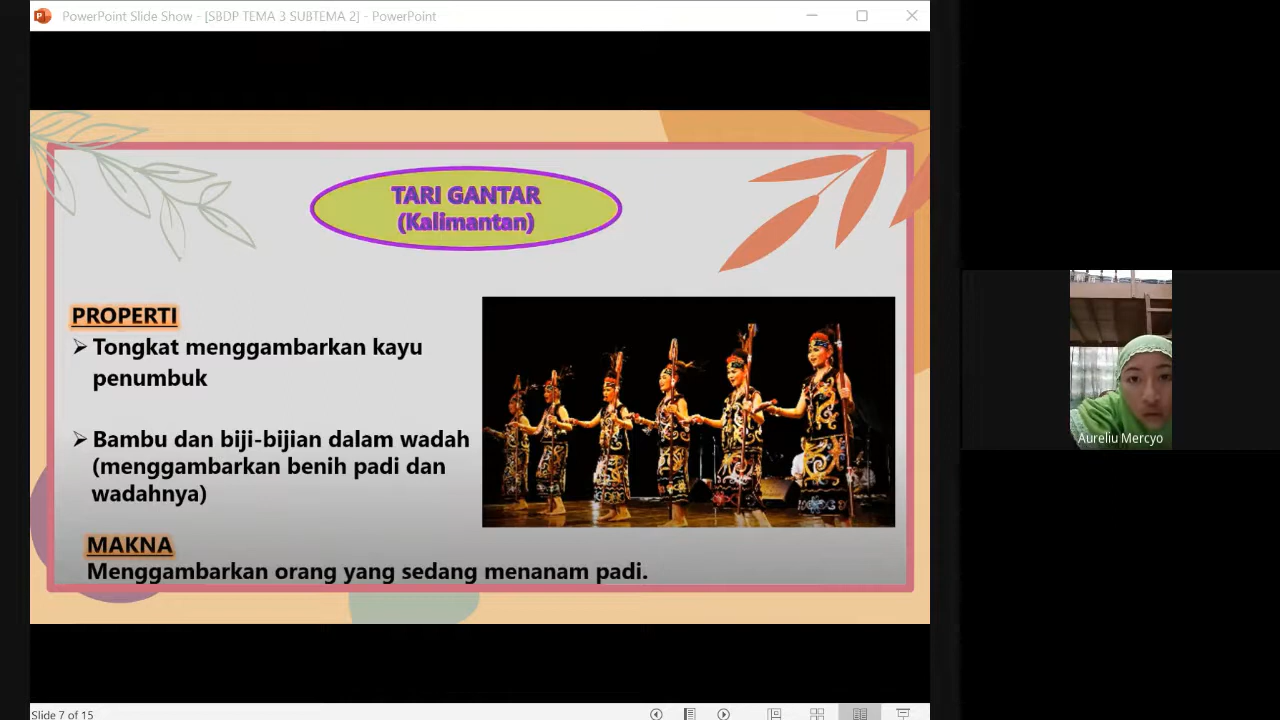 PowerPoint Slide Show - [SBDP TEMA 3 SUBTEMA 2] - PowerPoint
TARI GANTAR
(Kalimantan)
PROPERTI
Tongkat menggambarkan kayu
penumbuk
Bambu dan biji-bijian dalam wadah
(menggambarkan benih padi dan
wadahnya)
MAKNA
Menggambarkan orang yang sedang menanam padi.
Aureliu Mercyo
Slide 7 of 15